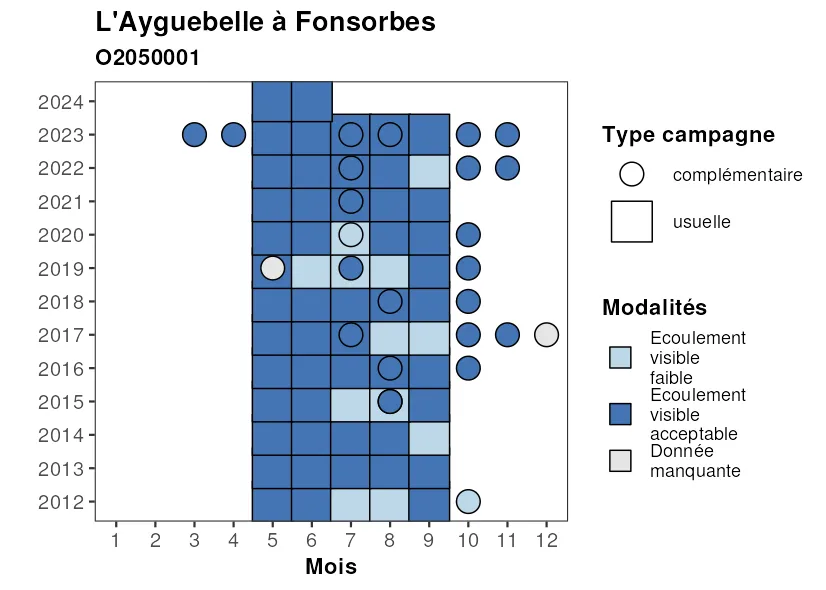 L'Ayguebelle à Fonsorbes
O2050001
2024
2023
2022
2021
2020
2019
2018
2017
2016
2015
2014
2013
2012
1 2 3 4 5 6 7 8 9 10 11 12
Mois
Type campagne
complémentaire
usuelle
Modalités
Ecoulement
visible
faible
Ecoulement
visible
acceptable
Donnée
manquante